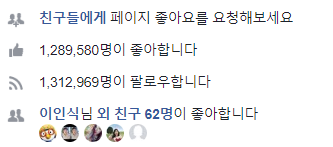 친구들에게 페이지 좋아요를 요청해보세요
1,289,580명이 좋아합니다
1,312,969명이 팔로우합니다
이인식님 외 친구 62명이 좋아합니다